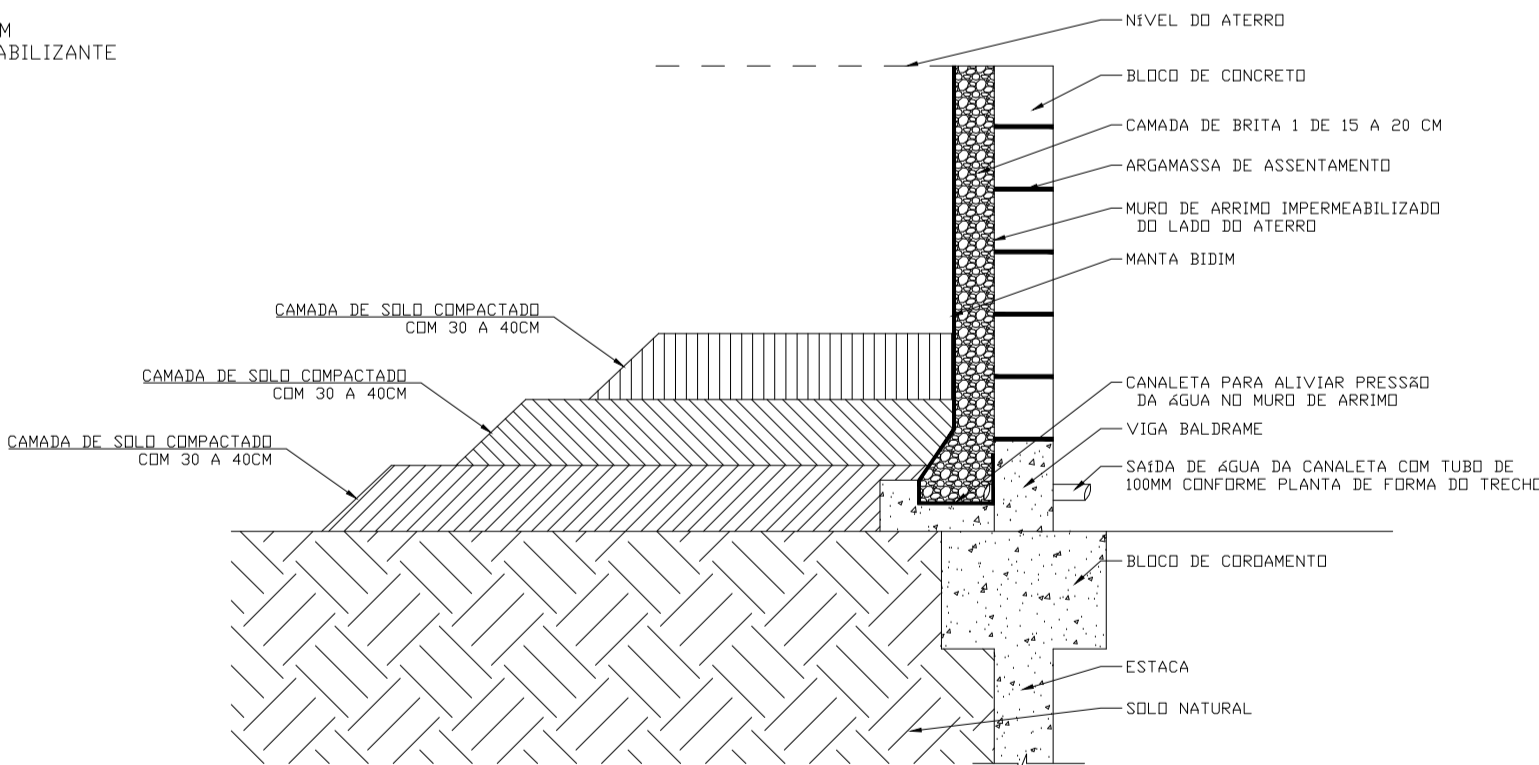 NÍVEL DO ATERRO
ABILIZANTE
BLOCO DE CONCRETO
CAMADA DE BRITA 1 DE 15 A 20 CM
ARGAMASSA DE ASSENTAMENTO
MURO DE ARRIMO IMPERMEABILIZADO
DO LADO DO ATERRO
MANTA BIDIM
CAMADA DE SOLO COMPACTADO
COM 30 A 40CM
CAMADA DE SOLO COMPACTADO
COM 30 A 40CM
CAMADA DE SOLO COMPACTADO
COM 30 A 40CM
CANALETA PARA ALIVIAR PRESSÃO
DA ÁGUA NO MURO DE ARRIMO
VIGA BALDRAME
SAÍDA DE ÁGUA DA CANALETA COM TUBO DE
100MM CONFORME PLANTA DE FORMA DO TRECHO
BLOCO DE COROAMENTO
ESTACA
SOLO NATURAL